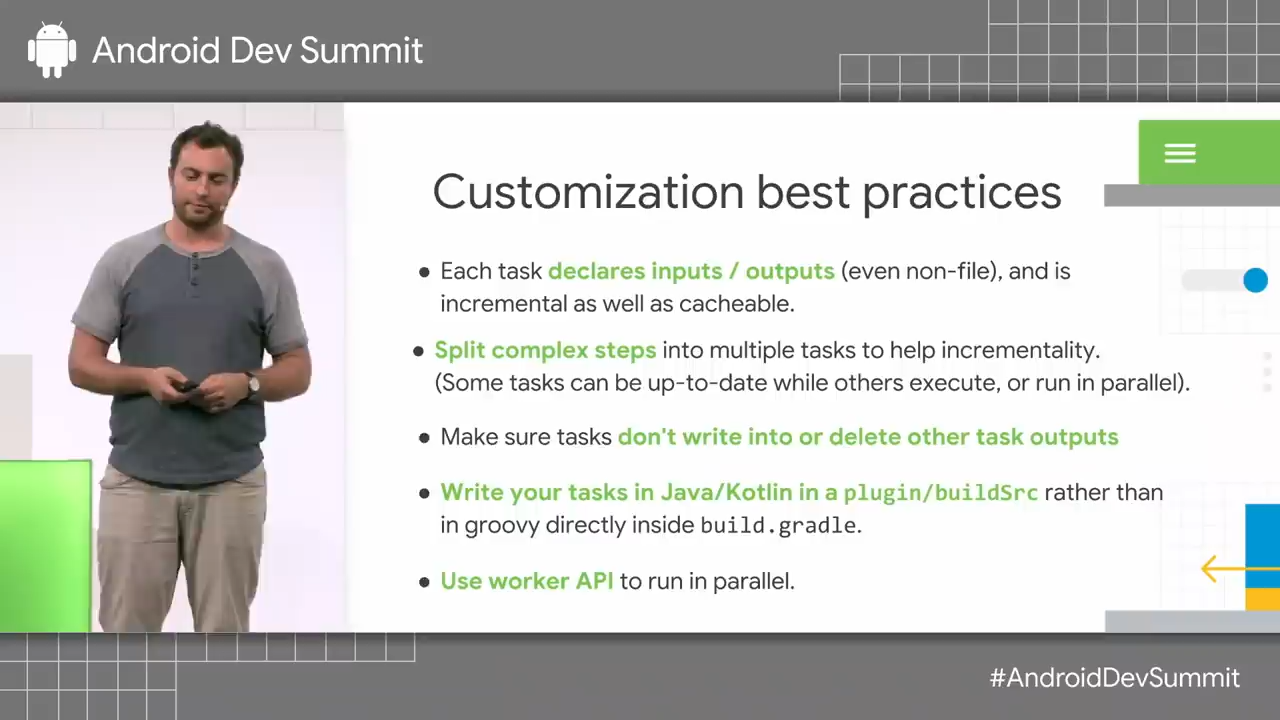 Android Dev Summit
Customization best practices
● Each task declares inputs / outputs (even non-file), and is
incremental as well as cacheable.
● Split complex steps into multiple tasks to help incrementality.
(Some tasks can be up-to-date while others execute, or run in parallel).
● Make sure tasks don't write into or delete other task outputs
● Write your tasks in Java/Kotlin in a plugin/buildSrc rather than
in groovy directly inside build.gradle.
● Use worker API to run in parallel.
#AndroidDevSummit